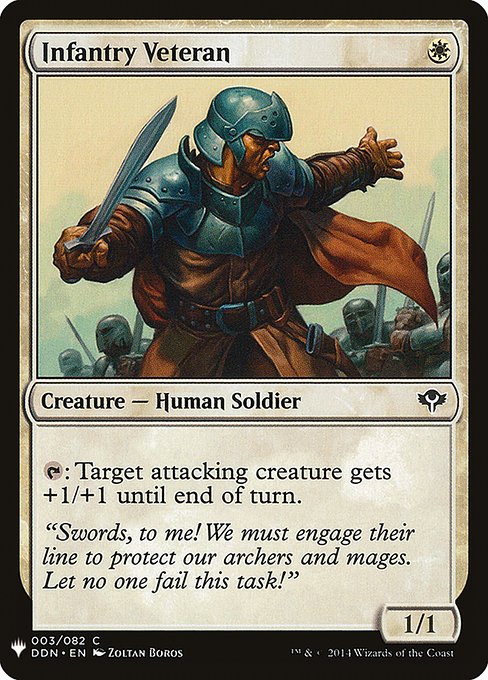 Infantry Veteran
Creature — Human Soldier
: Target attacking creature gets
+1/+1 until end of turn.
“Swords, to me! We must engage their
line to protect our archers and mages.
Let no one fail this task!”
1/1
003/082 C
DDN • EN Zoltan Boros
™ & © 2014 Wizards of the Coast